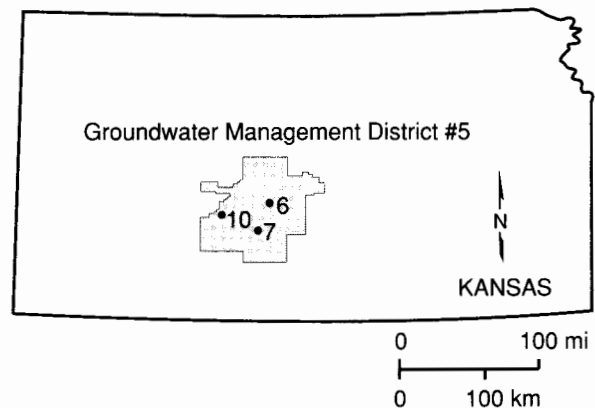 Groundwater Management District #5
6
10
7
N
KANSAS
0 100 mi
0 100 km